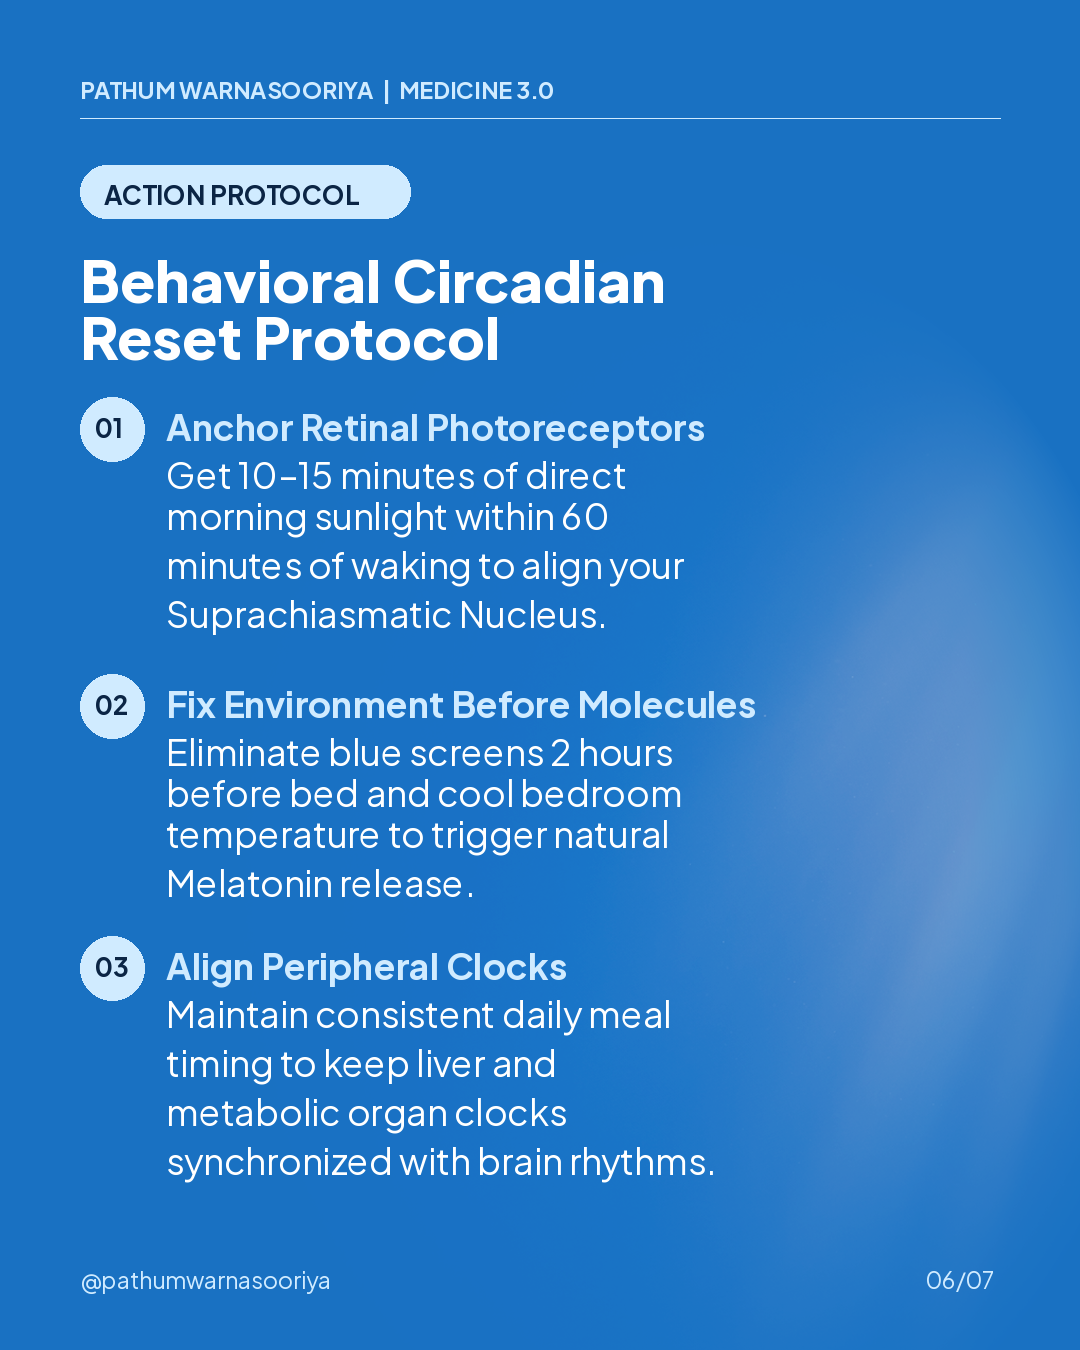 PATHUM WARNASOORIYA | MEDICINE 3.0
ACTION PROTOCOL
Behavioral Circadian
Reset Protocol
01
Anchor Retinal Photoreceptors
Get 10–15 minutes of direct
morning sunlight within 60
minutes of waking to align your
Suprachiasmatic Nucleus.
02
Fix Environment Before Molecules
Eliminate blue screens 2 hours
before bed and cool bedroom
temperature to trigger natural
Melatonin release.
03
Align Peripheral Clocks
Maintain consistent daily meal
timing to keep liver and
metabolic organ clocks
synchronized with brain rhythms.
@pathumwarnasooriya
06/07